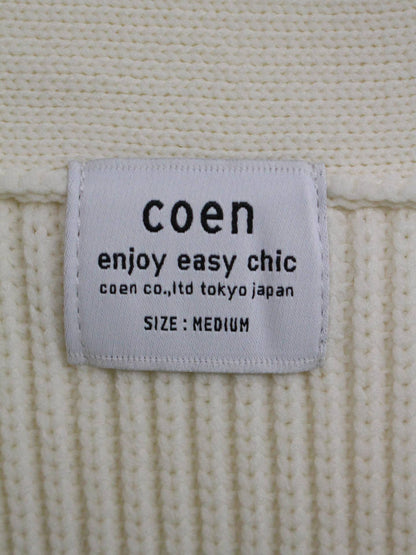 coen
enjoy easy chic
coen co.,ltd tokyo japan
SIZE : MEDIUM